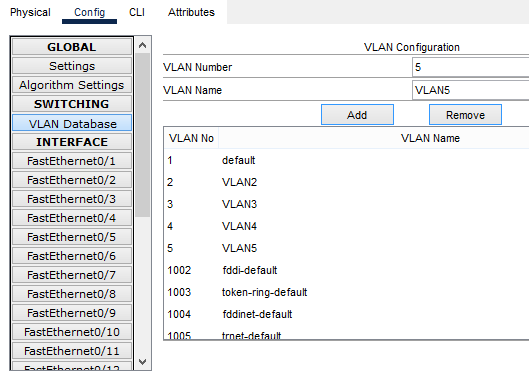 Physical Config CLI Attributes
GLOBAL
Settings
Algorithm Settings
SWITCHING
VLAN Database
INTERFACE
FastEthernet0/1
FastEthernet0/2
FastEthernet0/3
FastEthernet0/4
FastEthernet0/5
FastEthernet0/6
FastEthernet0/7
FastEthernet0/8
FastEthernet0/9
FastEthernet0/10
FastEthernet0/11
FastEthernet0/12
VLAN Configuration
VLAN Number 5
VLAN Name VLAN5
Add Remove
VLAN No VLAN Name
1 default
2 VLAN2
3 VLAN3
4 VLAN4
5 VLAN5
1002 fddi-default
1003 token-ring-default
1004 fddinet-default
1005 trnet-default